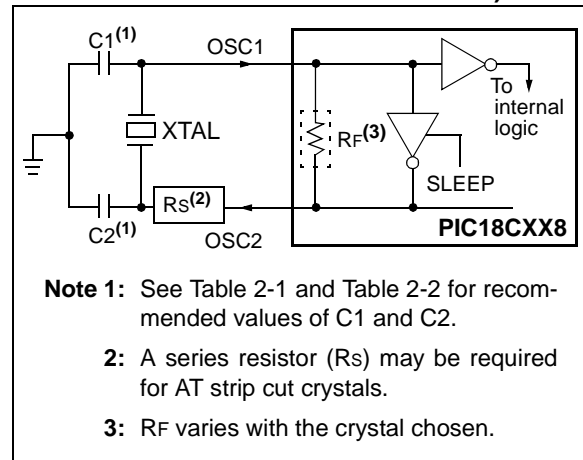 C1(1)
OSC1
To
internal
logic
XTAL
RF(3)
SLEEP
RS(2)
C2(1)
OSC2
PIC18CXX8
Note 1: See Table 2-1 and Table 2-2 for recom-
mended values of C1 and C2.
2: A series resistor (RS) may be required
for AT strip cut crystals.
3: RF varies with the crystal chosen.